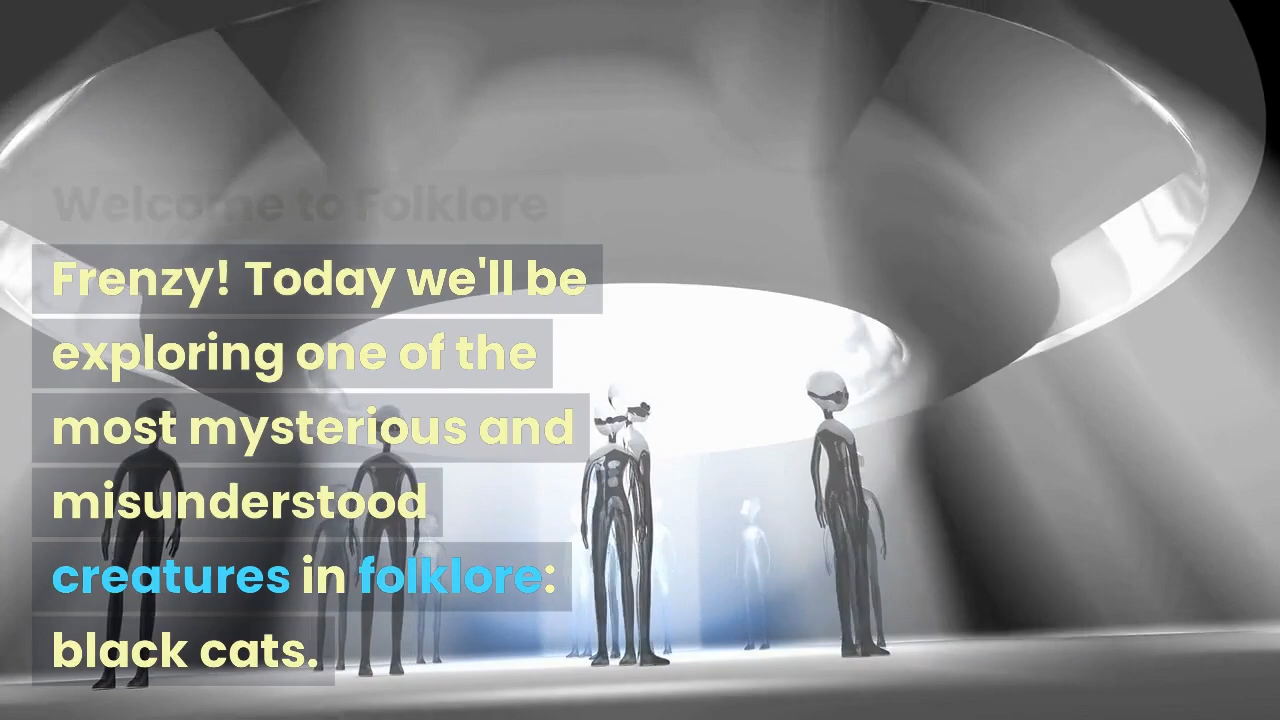 Welcome to Folklore
Frenzy! Today we'll be
exploring one of the
most mysterious and
misunderstood
creatures in folklore:
black cats.